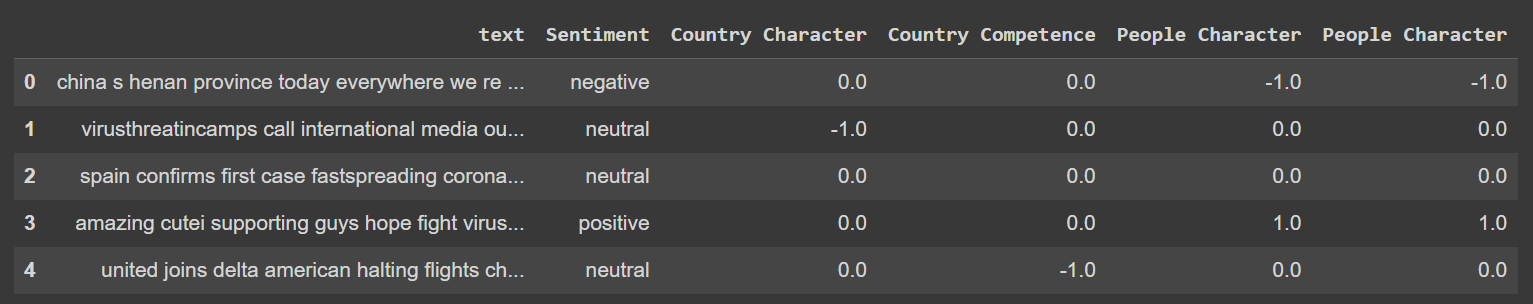 text Sentiment Country Character Country Competence People Character People Character
0 china s henan province today everywhere we re ... negative 0.0 0.0 -1.0 -1.0
1 virusthreatincamps call international media ou... neutral -1.0 0.0 0.0 0.0
2 spain confirms first case fastspreading corona... neutral 0.0 0.0 0.0 0.0
3 amazing cutei supporting guys hope fight virus... positive 0.0 0.0 1.0 1.0
4 united joins delta american halting flights ch... neutral 0.0 -1.0 0.0 0.0